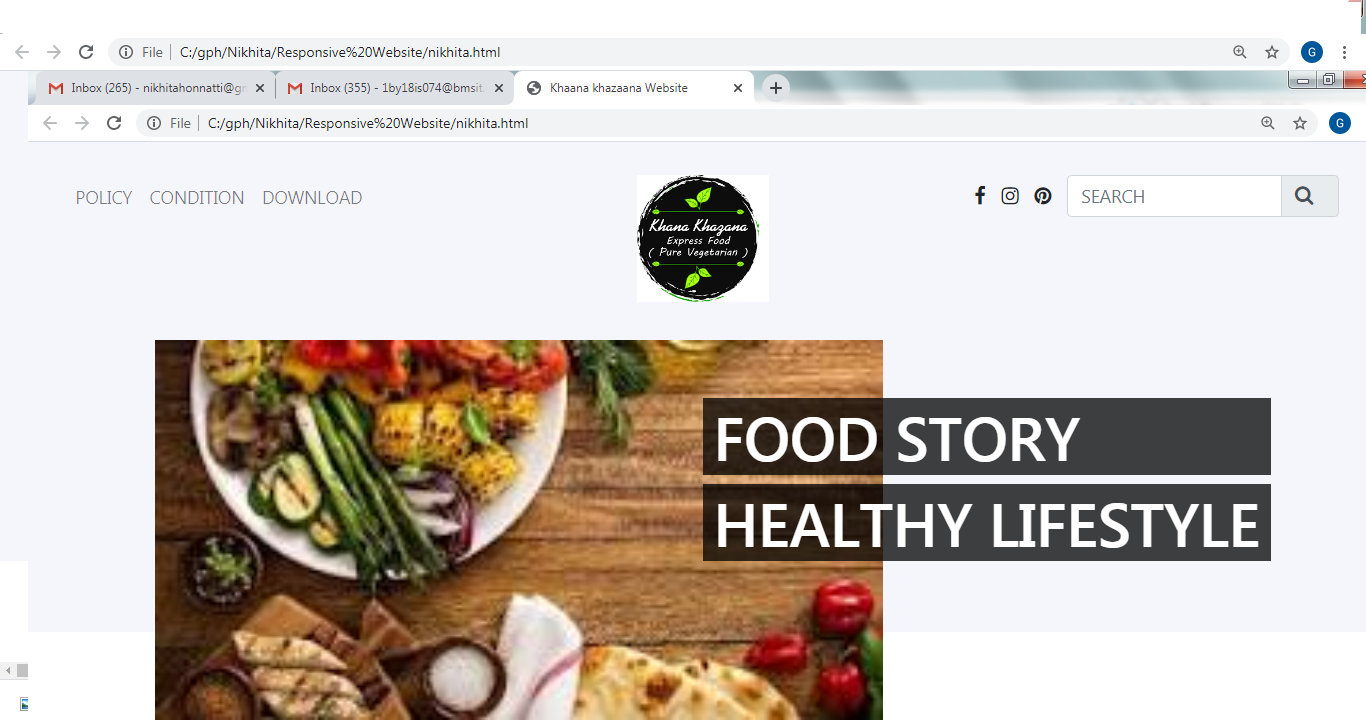 File C:/gph/Nikhita/Responsive%20Website/nikhita.html G
Inbox (265) - nikhitahonnatti@gm Inbox (355) - 1by18is074@bmsit. Khaana khazaana Website
File C:/gph/Nikhita/Responsive%20Website/nikhita.html G
POLICY CONDITION DOWNLOAD SEARCH
Khana Khazana
Express Food
( Pure Vegetarian )
FOOD STORY
HEALTHY LIFESTYLE